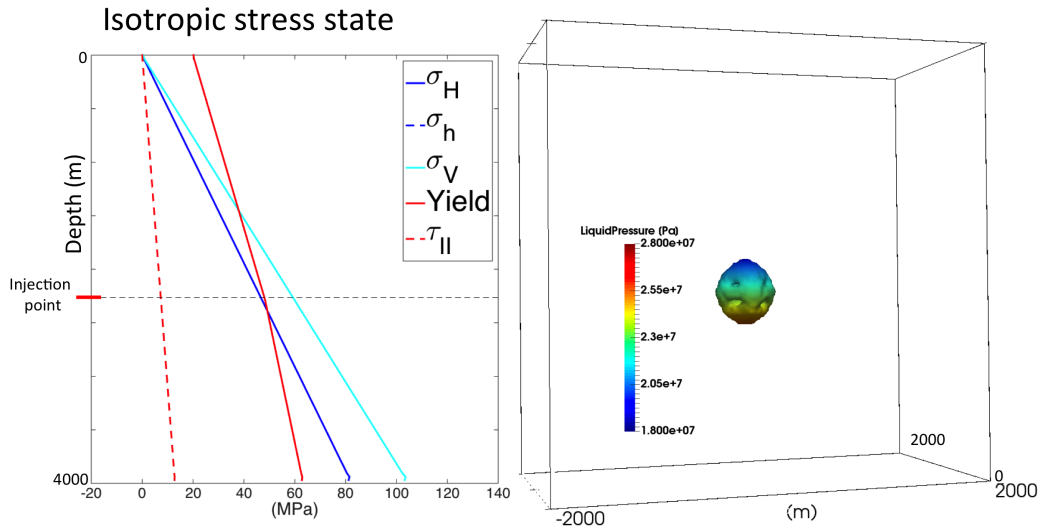 Isotropic stress state
0
σH
σh
σV
Yield
τII
Depth (m)
Injection
point
4000
-20 0 20 40 60 80 100 120 140
(MPa)
LiquidPressure (Pa)
2.800e+07
2.55e+7
2.3e+7
2.05e+7
1.800e+07
2000
0
2000
-2000
(m)